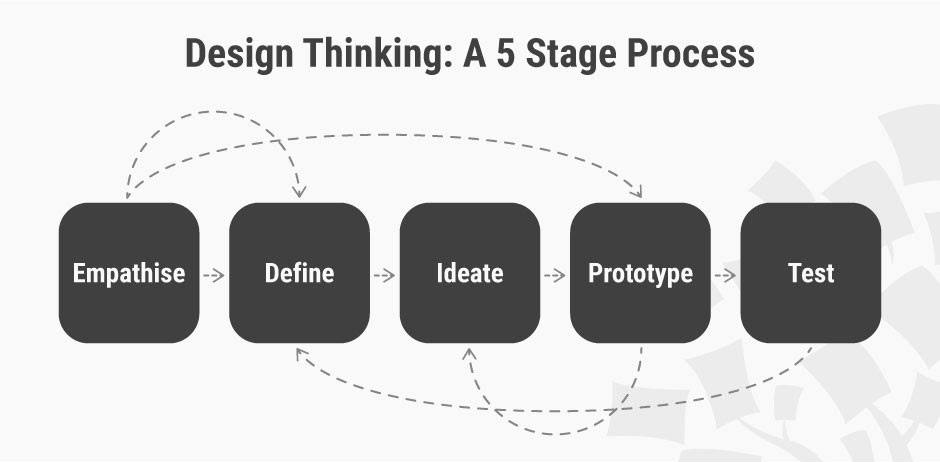 Design Thinking: A 5 Stage Process
Empathise
Define
Ideate
Prototype
Test